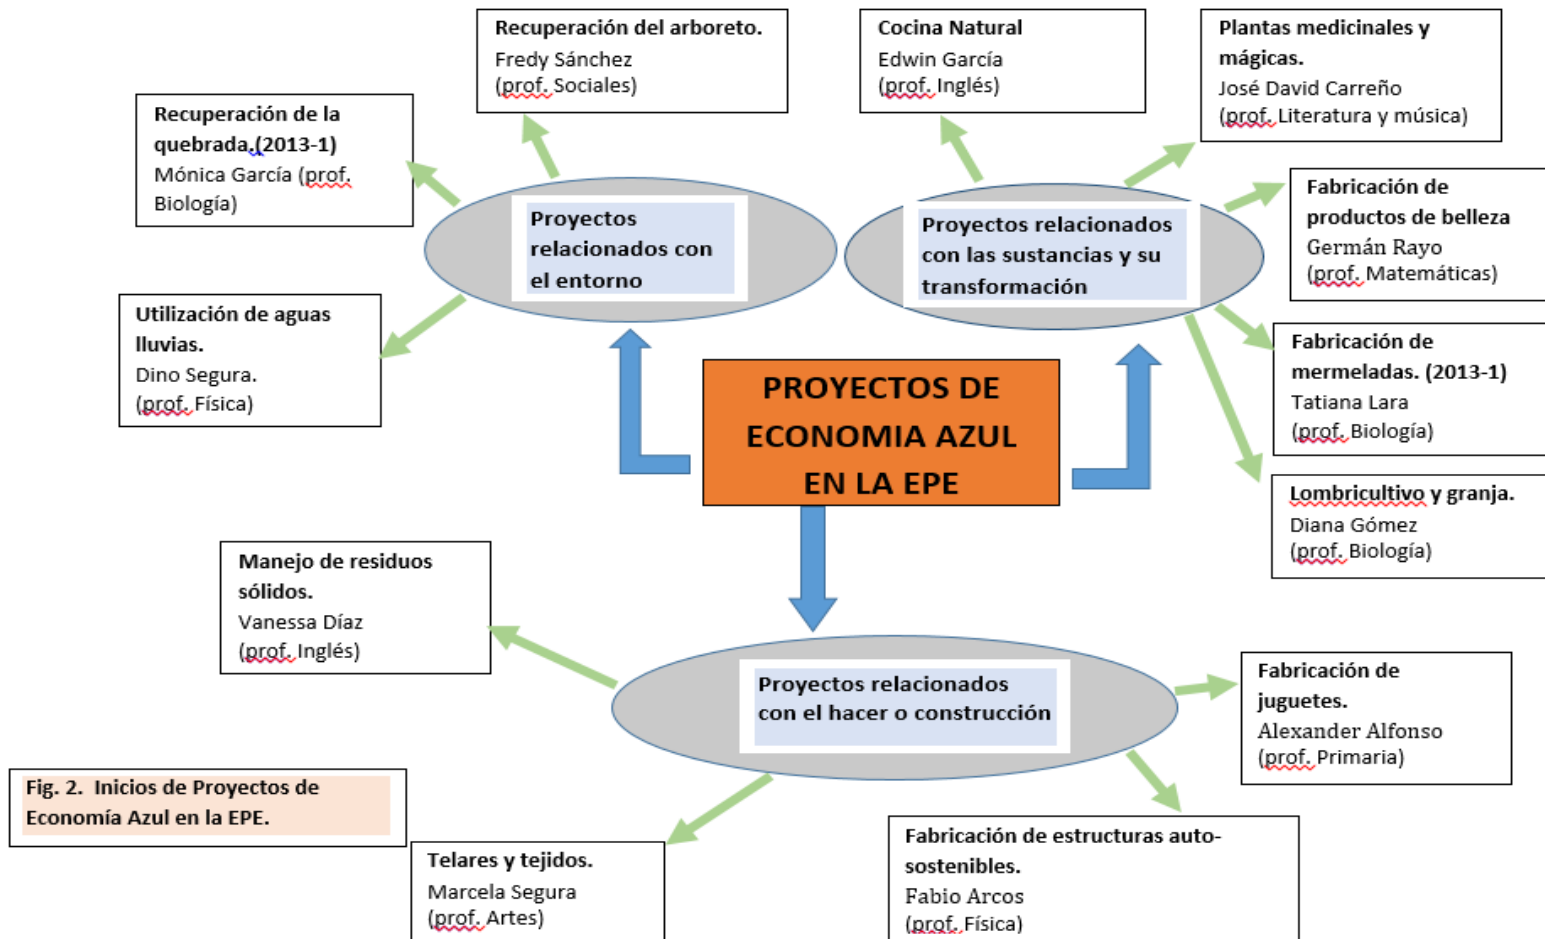 Recuperación del arboreto.
Fredy Sánchez
(prof. Sociales)
Cocina Natural
Edwin García
(prof. Inglés)
Plantas medicinales y
mágicas.
José David Carreño
(prof. Literatura y música)
Recuperación de la
quebrada.(2013-1)
Mónica García (prof.
Biología)
Fabricación de
productos de belleza
Germán Rayo
(prof. Matemáticas)
Proyectos
relacionados con
el entorno
Proyectos relacionados
con las sustancias y su
transformación
Utilización de aguas
lluvias.
Dino Segura.
(prof. Física)
Fabricación de
mermeladas. (2013-1)
Tatiana Lara
(prof. Biología)
PROYECTOS DE
ECONOMIA AZUL
EN LA EPE
Lombricultivo y granja.
Diana Gómez
(prof. Biología)
Manejo de residuos
sólidos.
Vanessa Díaz
(prof. Inglés)
Proyectos relacionados
con el hacer o construcción
Fabricación de
juguetes.
Alexander Alfonso
(prof. Primaria)
Fig. 2.  Inicios de Proyectos de
Economía Azul en la EPE.
Telares y tejidos.
Marcela Segura
(prof. Artes)
Fabricación de estructuras auto-
sostenibles.
Fabio Arcos
(prof. Física)